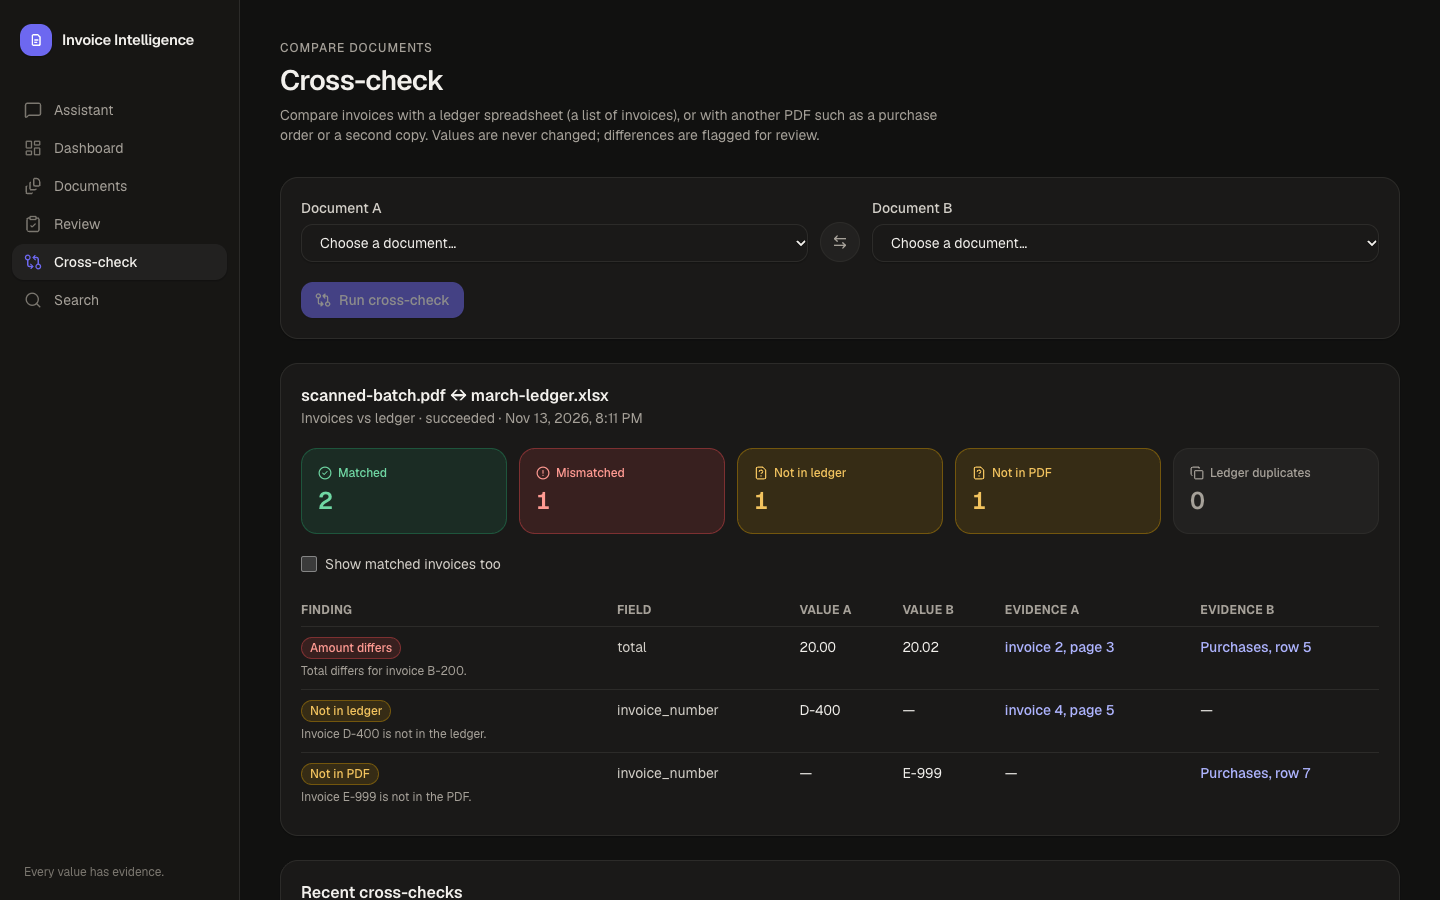 Invoice Intelligence
Assistant
Dashboard
Documents
Review
Cross-check
Search
Every value has evidence.
COMPARE DOCUMENTS
Cross-check
Compare invoices with a ledger spreadsheet (a list of invoices), or with another PDF such as a purchase
order or a second copy. Values are never changed; differences are flagged for review.
Document A
Document B
Choose a document…
Choose a document…
Run cross-check
scanned-batch.pdf ↔ march-ledger.xlsx
Invoices vs ledger · succeeded · Nov 13, 2026, 8:11 PM
Matched
2
Mismatched
1
Not in ledger
1
Not in PDF
1
Ledger duplicates
0
Show matched invoices too
FINDING FIELD VALUE A VALUE B EVIDENCE A EVIDENCE B
Amount differs total 20.00 20.02 invoice 2, page 3 Purchases, row 5
Total differs for invoice B-200.
Not in ledger invoice_number D-400 — invoice 4, page 5 —
Invoice D-400 is not in the ledger.
Not in PDF invoice_number — E-999 — Purchases, row 7
Invoice E-999 is not in the PDF.
Recent cross-checks